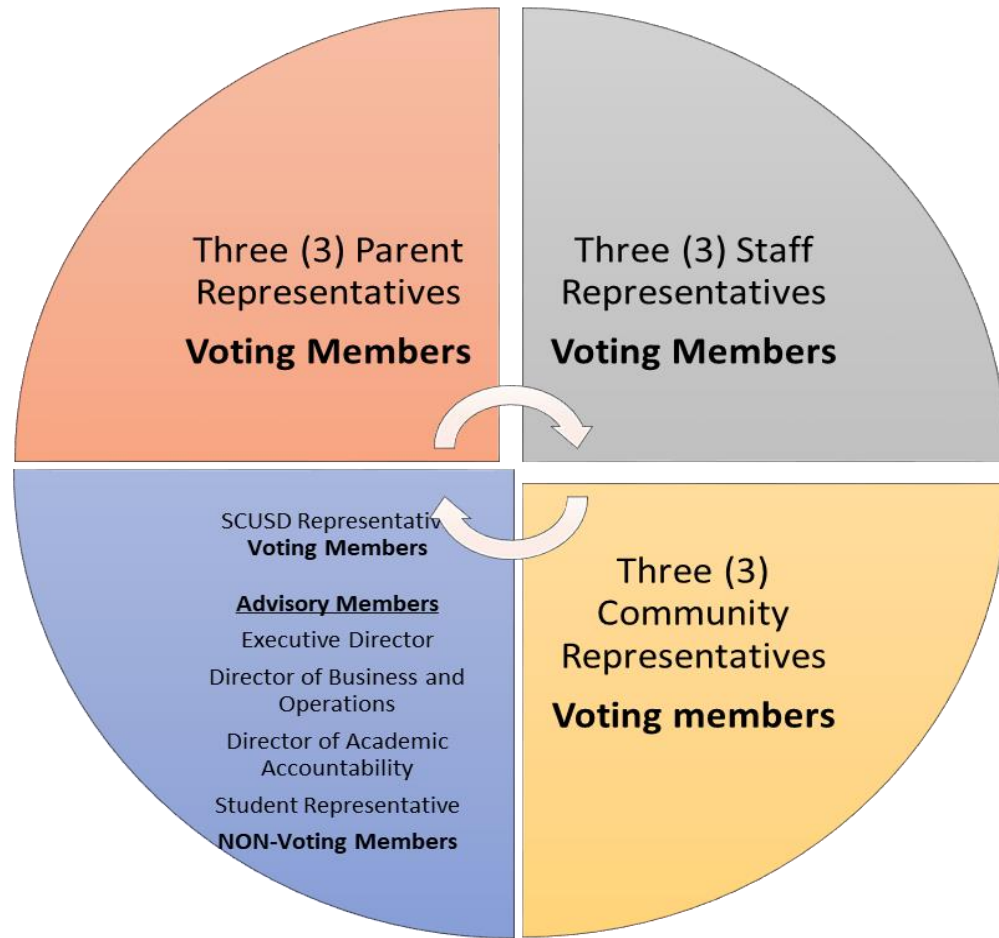 Three (3) Parent
Representatives
Voting Members
Three (3) Staff
Representatives
Voting Members
SCUSD Representativ
Voting Members
Advisory Members
Executive Director
Director of Business and
Operations
Director of Academic
Accountability
Student Representative
NON-Voting Members
Three (3)
Community
Representatives
Voting members